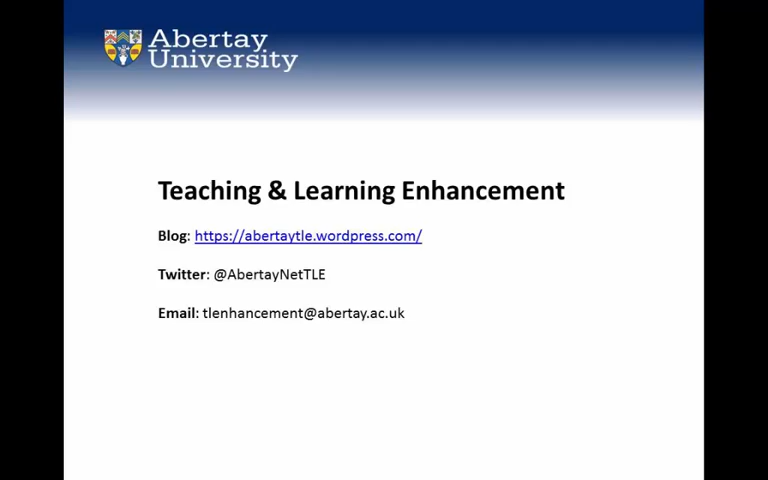 Abertay
University
Teaching & Learning Enhancement
Blog: https://abertaytle.wordpress.com/
Twitter: @AbertayNetTLE
Email: tlenhancement@abertay.ac.uk